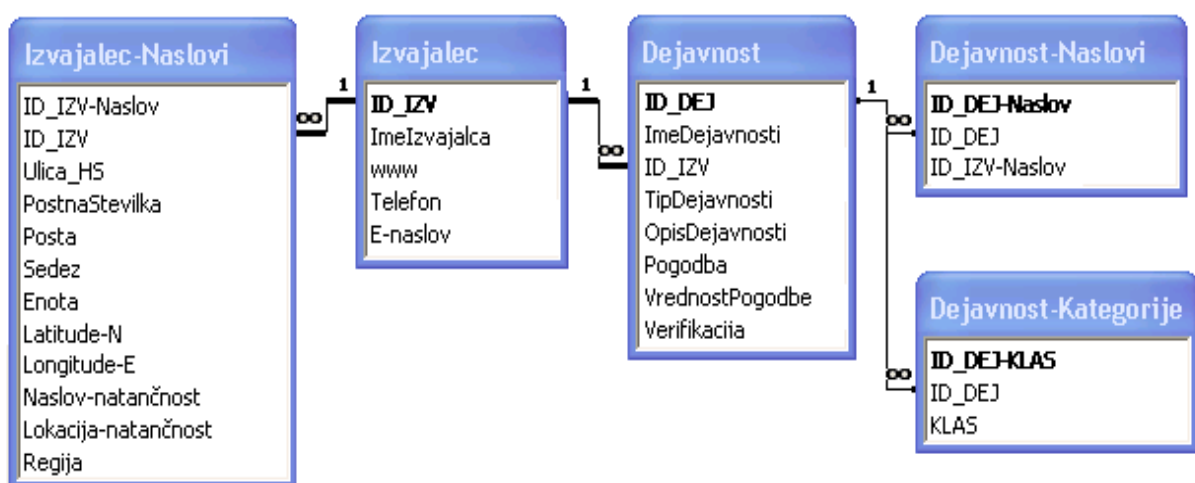 Izvajalec-Naslovi
ID_IZV-Naslov
ID_IZV
Ulica_HS
PostnaStevilka
Posta
Sedez
Enota
Latitude-N
Longitude-E
Naslov-natančnost
Lokacija-natančnost
Regija
∞
1
Izvajalec
ID_IZV
ImeIzvajalca
www
Telefon
E-naslov
1
∞
Dejavnost
ID_DEJ
ImeDejavnosti
ID_IZV
TipDejavnosti
OpisDejavnosti
Pogodba
VrednostPogodbe
Verifikacija
1
∞
Dejavnost-Naslovi
ID_DEJ-Naslov
ID_DEJ
ID_IZV-Naslov
∞
Dejavnost-Kategorije
ID_DEJ-KLAS
ID_DEJ
KLAS